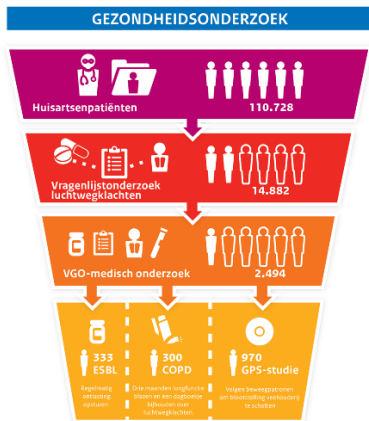 GEZONDHEIDSONDERZOEK
Huisartsenpatiënten
110.728
Vragenlijstonderzoek
luchtwegklachten
14.882
VGO-medisch onderzoek
2.494
333
ESBL
Regelmatig
ontlasting
opsturen.
300
COPD
Drie maanden longfunctie
blazen en een dagboekje
bijhouden over
luchtwegklachten.
970
GPS-studie
Volgen beweegpatronen
om blootstelling veehouderij
te schatten